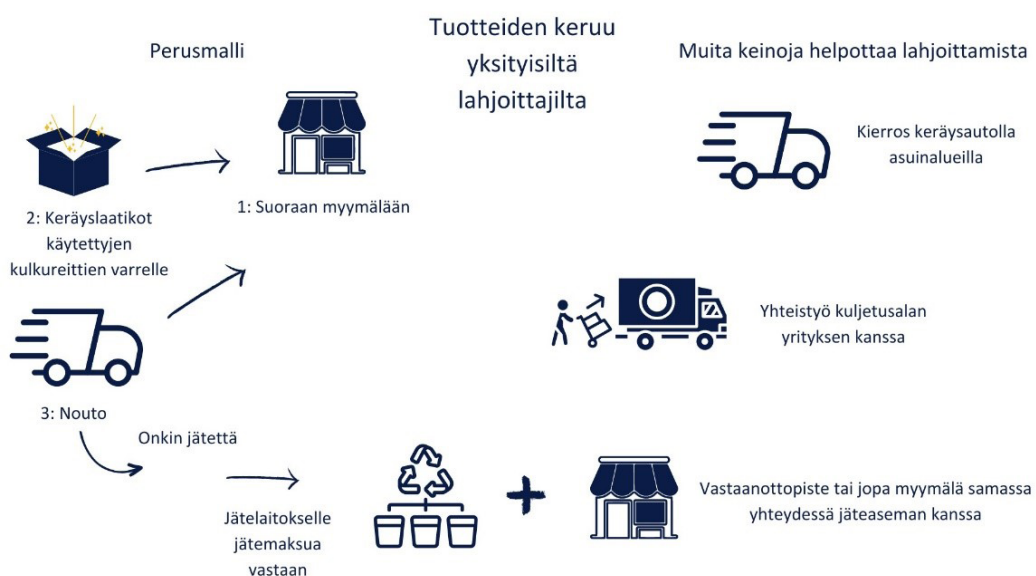 Tuotteiden keruu
yksityisiltä
lahjoittajilta
Perusmalli
2: Keräyslaatikot
käytettyjen
kulkureittien varrelle
1: Suoraan myymälään
3: Nouto
Onkin jätettä
Jätelaitokselle
jätemaksua
vastaan
Muita keinoja helpottaa lahjoittamista
Kierros keräysautolla
asuinalueilla
Yhteistyö kuljetusalan
yrityksen kanssa
Vastaanottopiste tai jopa myymälä samassa
yhteydessä jäteaseman kanssa